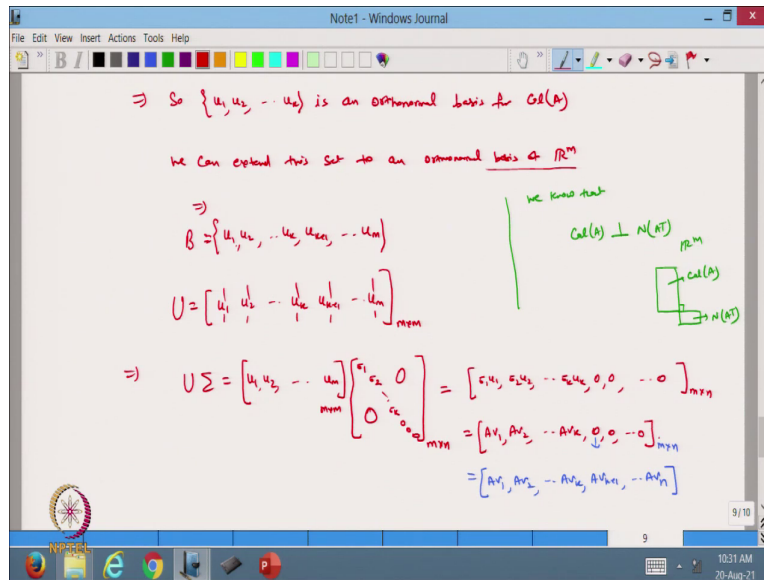 Note1 - Windows Journal
File Edit View Insert Actions Tools Help
B I
⇒ So {u₁, u₂, -- uₖ} is an orthonormal basis for Col(A)
We can extend this set to an orthonormal basis of ℝᵐ
⇒
B = {u₁, u₂, -- uₖ, uₖ₊₁, -- uₘ}
U = [u₁ u₂ -- uₖ uₖ₊₁ -- uₘ] m×m
We know that
Col(A) ⊥ N(Aᵀ)
ℝᵐ
→ Col(A)
→ N(Aᵀ)
⇒ U Σ = [u₁, u₂, -- uₘ] m×m [σ₁ σ₂ ⋱ σₖ 0 0 0 0 0] m×n = [σ₁u₁, σ₂u₂, -- σₖuₖ, 0, 0, -- 0] m×n
= [Av₁, Av₂, -- Avₖ, 0, 0, -- 0] m×n
= [Av₁, Av₂, -- Avₖ, Avₖ₊₁, -- Avₙ]
9/10
9
NPTEL
10:31 AM
20-Aug-21